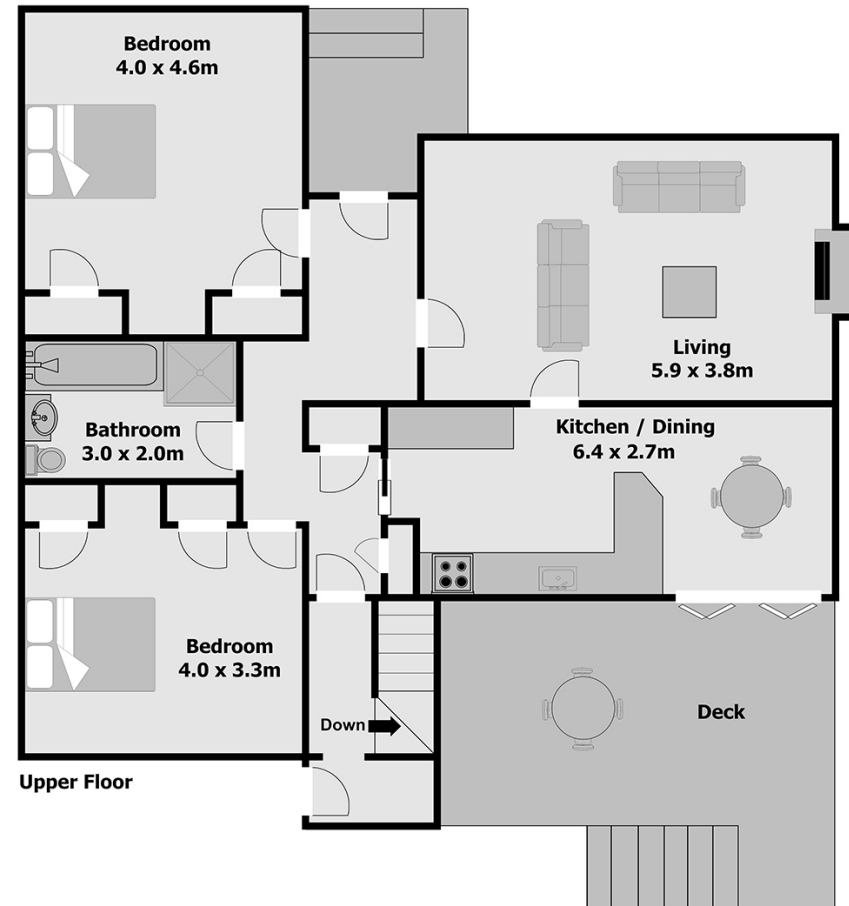 Bedroom
4.0 x 4.6m
Living
5.9 x 3.8m
Bathroom
3.0 x 2.0m
Kitchen / Dining
6.4 x 2.7m
Bedroom
4.0 x 3.3m
Down
Deck
Upper Floor